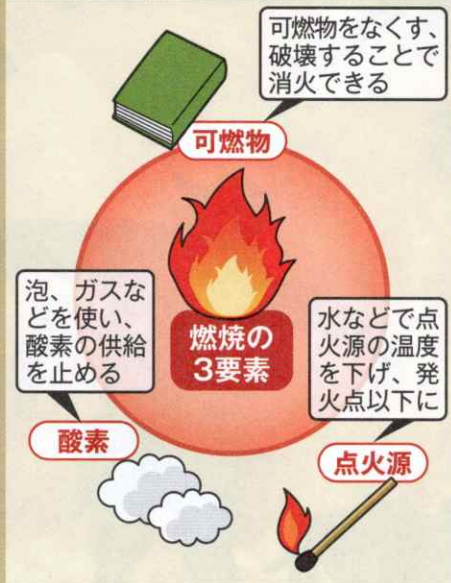 可燃物をなくす、
破壊することで
消火できる
可燃物
泡、ガスな
どを使い、
酸素の供給
を止める
燃焼の
3要素
水などで点
火源の温度
を下げ、発
火点以下に
酸素
点火源